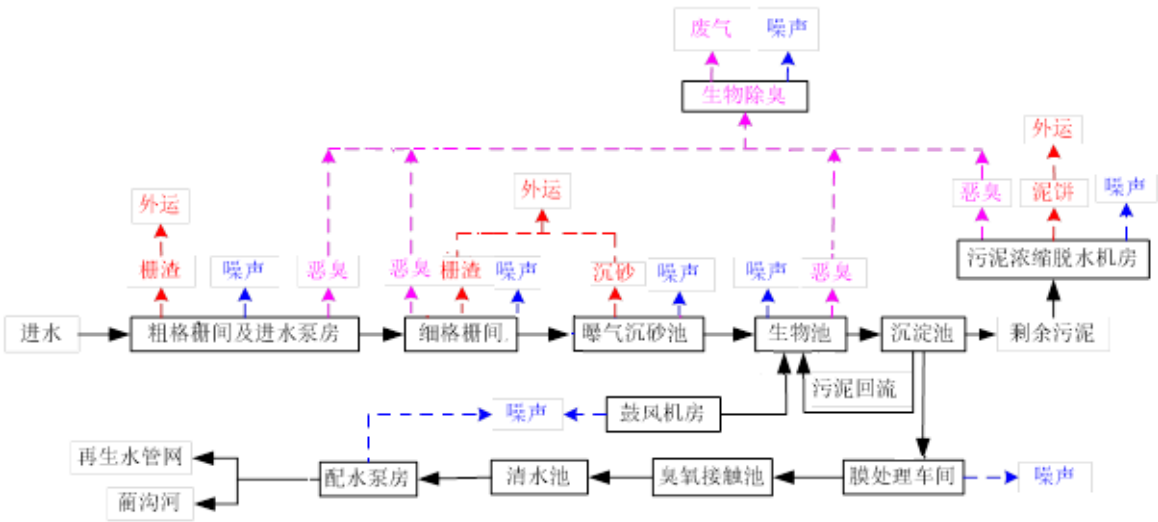 废气
噪声
生物除臭
外运
外运
外运
恶臭
泥饼
噪声
栅渣
噪声
恶臭
恶臭
栅渣
噪声
沉砂
噪声
噪声
恶臭
污泥浓缩脱水机房
进水
粗格栅间及进水泵房
细格栅间
曝气沉砂池
生物池
沉淀池
剩余污泥
污泥回流
噪声
鼓风机房
再生水管网
蔺沟河
配水泵房
清水池
臭氧接触池
膜处理车间
噪声